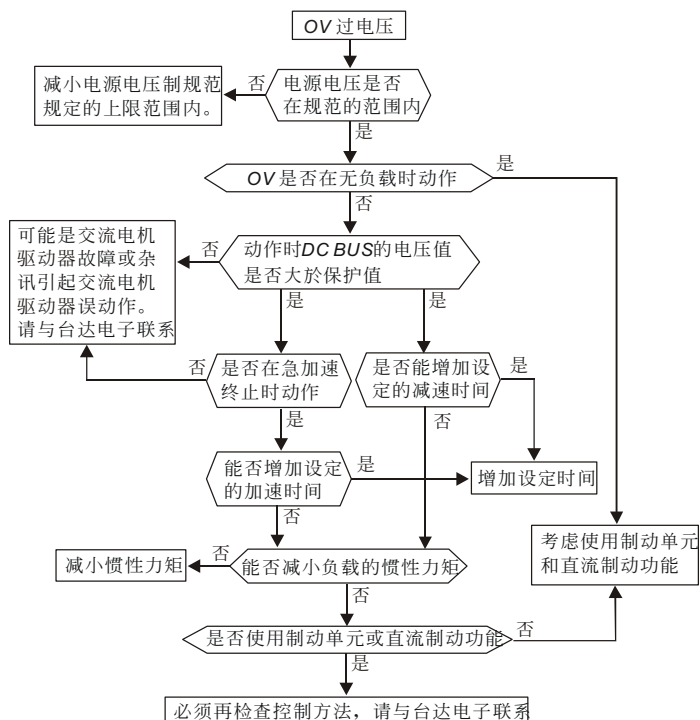 OV 过电压
减小电源电压制规范
规定的上限范围内。
否
电源电压是否
在规范的范围内
是
OV 是否在无负载时动作
是
否
可能是交流电机
驱动器故障或杂
讯引起交流电机
驱动器误动作。
请与台达电子联系
否
动作时DC BUS的电压值
是否大於保护值
是
是
否
是否在急加速
终止时动作
是否能增加设
定的减速时间
是
是
否
能否增加设定
的加速时间
是
增加设定时间
否
减小惯性力矩
否
能否减小负载的惯性力矩
考虑使用制动单元
和直流制动功能
否
是否使用制动单元或直流制动功能
否
是
必须再检查控制方法，请与台达电子联系